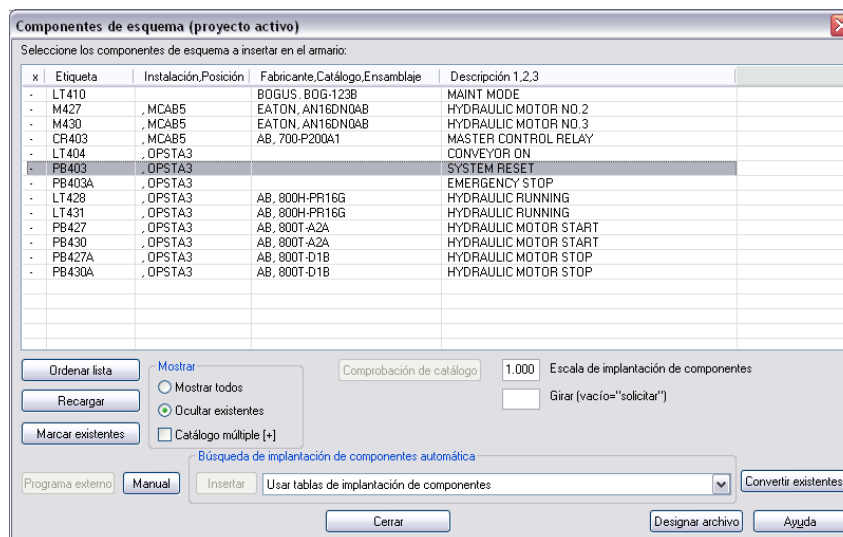 Componentes de esquema (proyecto activo)
Seleccione los componentes de esquema a insertar en el armario:
x Etiqueta Instalación,Posición Fabricante,Catálogo,Ensamblaje Descripción 1,2,3
- LT410 BOGUS. BOG-123B MAINT MODE
- M427 , MCAB5 EATON, AN16DN0AB HYDRAULIC MOTOR NO.2
- M430 , MCAB5 EATON, AN16DN0AB HYDRAULIC MOTOR NO.3
- CR403 , MCAB5 AB, 700-P200A1 MASTER CONTROL RELAY
- LT404 , OPSTA3 CONVEYOR ON
- PB403 , OPSTA3 SYSTEM RESET
- PB403A , OPSTA3 EMERGENCY STOP
- LT428 , OPSTA3 AB, 800H-PR16G HYDRAULIC RUNNING
- LT431 , OPSTA3 AB, 800H-PR16G HYDRAULIC RUNNING
- PB427 , OPSTA3 AB, 800T-A2A HYDRAULIC MOTOR START
- PB430 , OPSTA3 AB, 800T-A2A HYDRAULIC MOTOR START
- PB427A , OPSTA3 AB, 800T-D1B HYDRAULIC MOTOR STOP
- PB430A , OPSTA3 AB, 800T-D1B HYDRAULIC MOTOR STOP
Ordenar lista Mostrar Comprobación de catálogo 1.000 Escala de implantación de componentes
Mostrar todos
Recargar Girar (vacío="solicitar")
Ocultar existentes
Marcar existentes Catálogo múltiple [+]
Búsqueda de implantación de componentes automática
Programa externo Manual Insertar Usar tablas de implantación de componentes Convertir existentes
Cerrar Designar archivo Ayuda